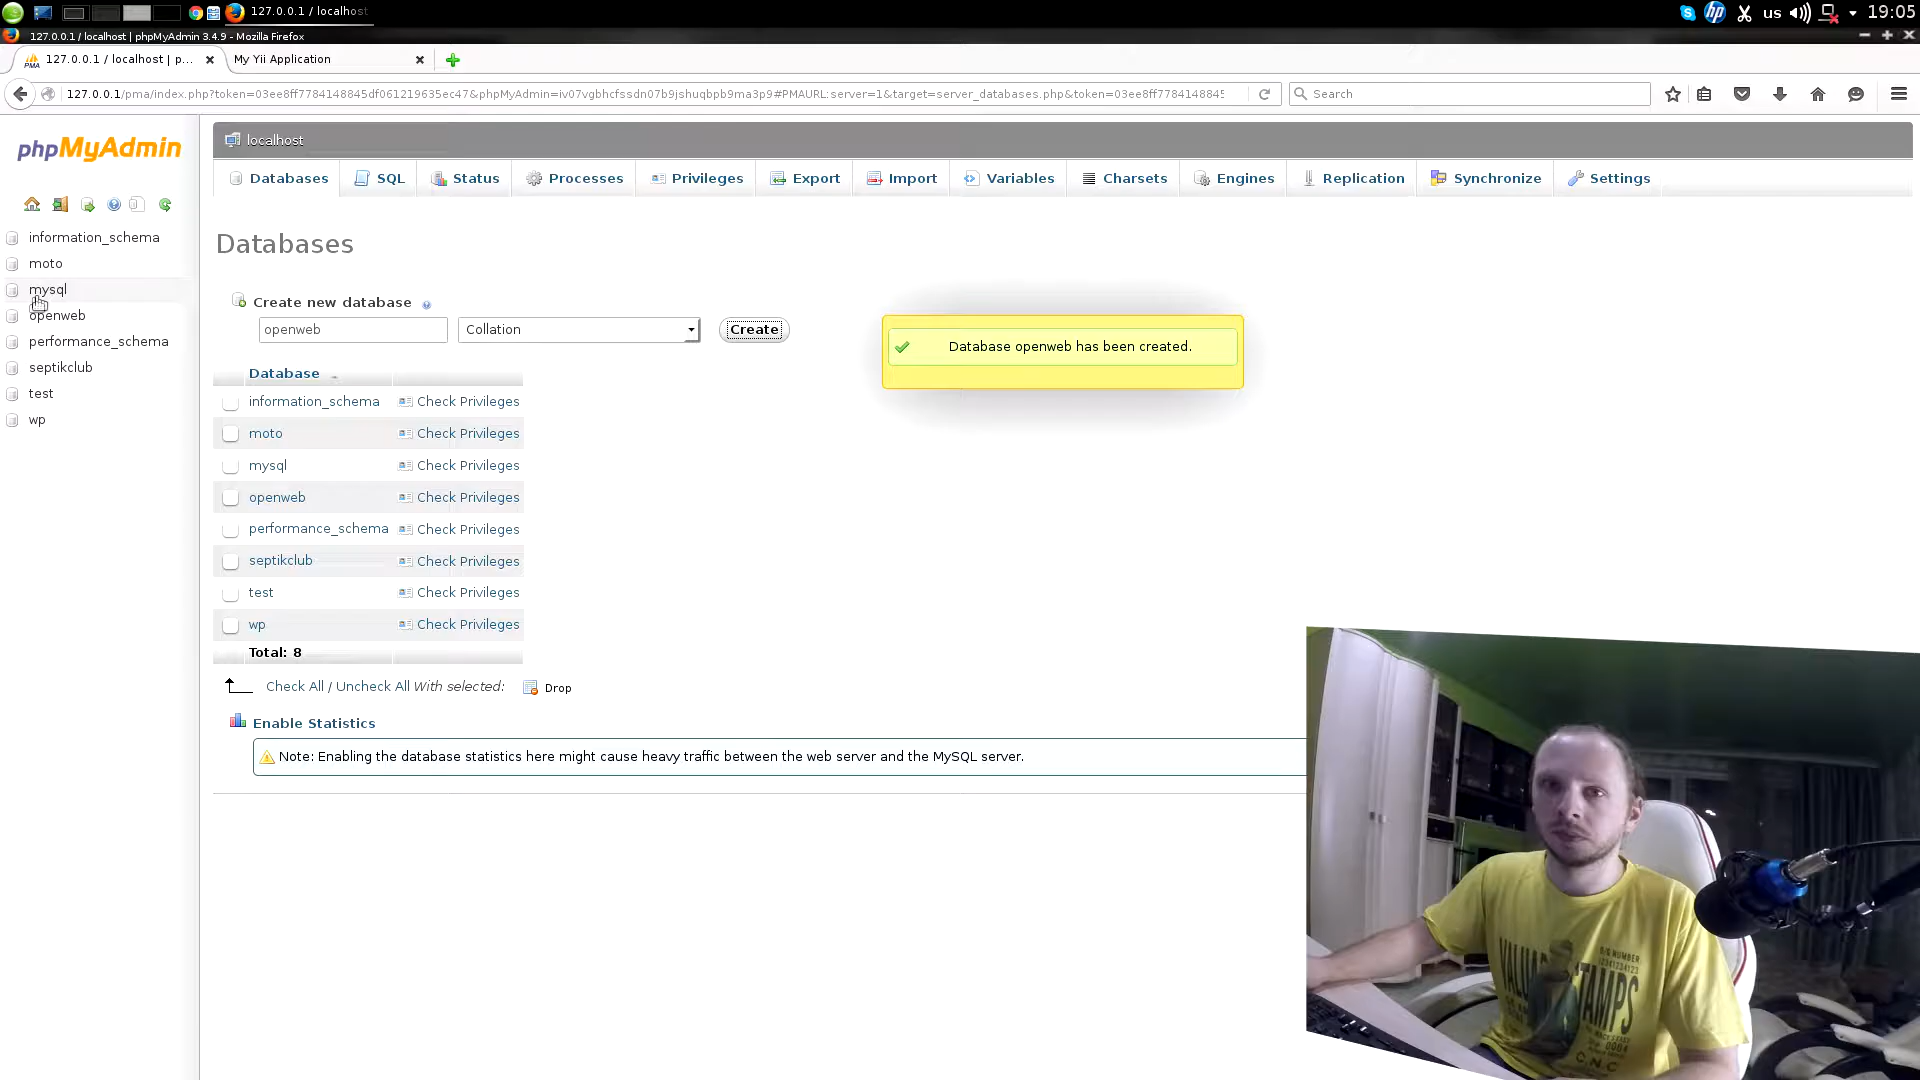 127.0.0.1 / localhost
us
19:05
127.0.0.1 / localhost | phpMyAdmin 3.4.9 - Mozilla Firefox
127.0.0.1 / localhost | p...
My Yii Application
127.0.0.1/pma/index.php?token=03ee8ff7784148845df061219635ec47&phpMyAdmin=iv07vgbhcfssdn07b9jshuqbpb9ma3p9#PMAURL:server=1&target=server_databases.php&token=03ee8ff7784148845
Search
phpMyAdmin
localhost
Databases
SQL
Status
Processes
Privileges
Export
Import
Variables
Charsets
Engines
Replication
Synchronize
Settings
information_schema
moto
mysql
openweb
performance_schema
septikclub
test
wp
Databases
Create new database
openweb
Collation
Create
Database openweb has been created.
Database
information_schema Check Privileges
moto Check Privileges
mysql Check Privileges
openweb Check Privileges
performance_schema Check Privileges
septikclub Check Privileges
test Check Privileges
wp Check Privileges
Total: 8
Check All / Uncheck All With selected: Drop
Enable Statistics
Note: Enabling the database statistics here might cause heavy traffic between the web server and the MySQL server.